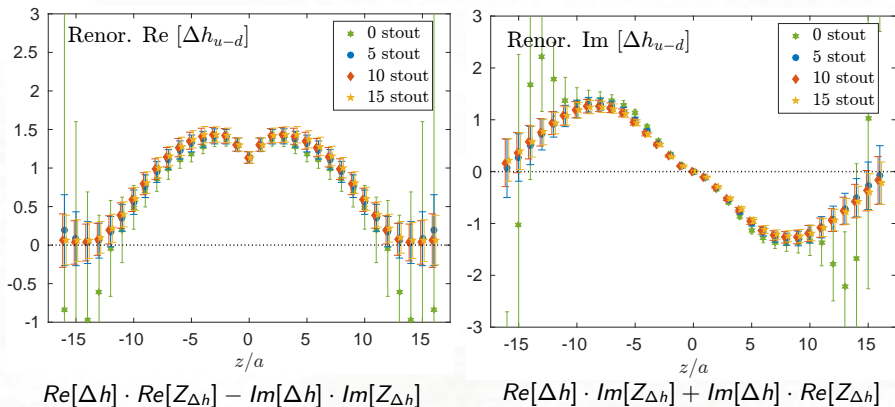 Renor. Re [Δh_{u−d}]
0 stout
5 stout
10 stout
15 stout
3
2.5
2
1.5
1
0.5
0
-0.5
-1
-15 -10 -5 0 5 10 15
z/a
Re[Δh] · Re[Z_{Δh}] − Im[Δh] · Im[Z_{Δh}]
Renor. Im [Δh_{u−d}]
0 stout
5 stout
10 stout
15 stout
3
2
1
0
-1
-2
-3
-15 -10 -5 0 5 10 15
z/a
Re[Δh] · Im[Z_{Δh}] + Im[Δh] · Re[Z_{Δh}]